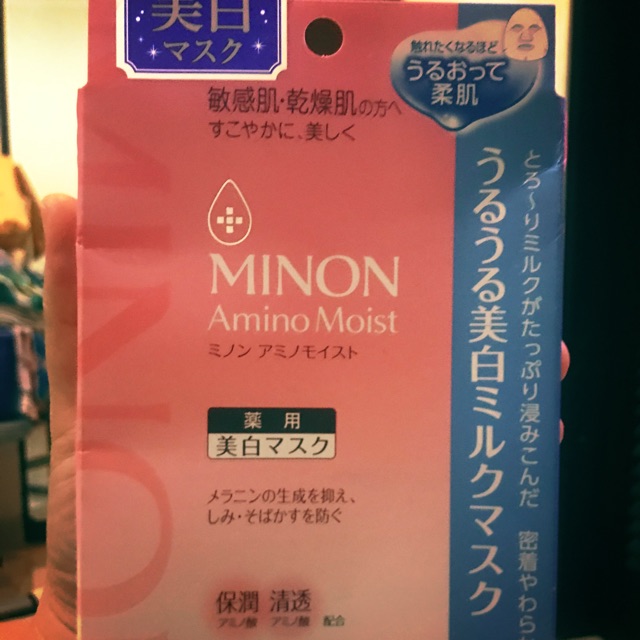 美白
マスク
触れたくなるほど
うるおって
柔肌
敏感肌・乾燥肌の方へ
すこやかに、美しく
MINON
Amino Moist
ミノン アミノモイスト
薬用
美白マスク
メラニンの生成を抑え、
しみ・そばかすを防ぐ
保潤 清透
アミノ酸 アミノ酸 配合
とろ～りミルクがたっぷり浸みこんだ 密着やわら
うるうる美白ミルクマスク
MINON